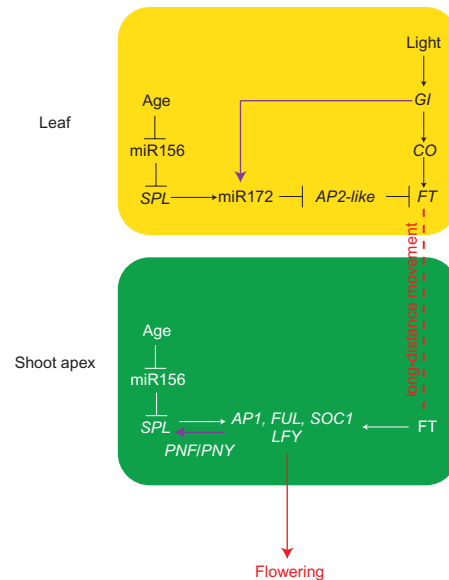 Light
GI
Age
Leaf
miR156
CO
SPL
miR172
AP2-like
FT
long-distance movement
Age
Shoot apex
miR156
SPL
AP1, FUL, SOC1
LFY
FT
PNF/PNY
Flowering